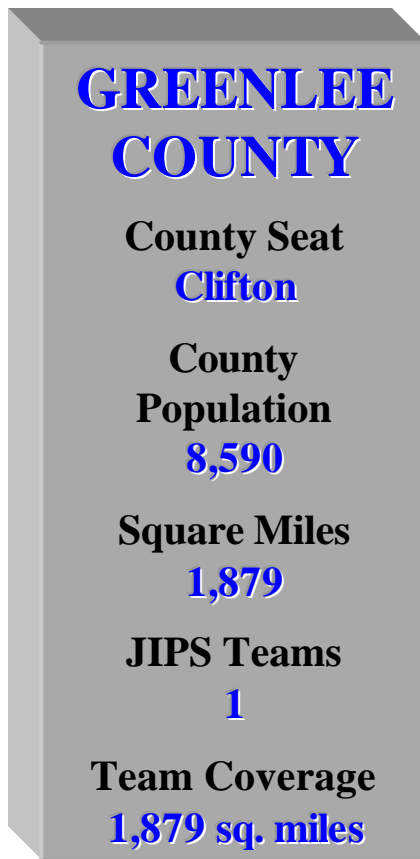 GREENLEE
COUNTY
County Seat
Clifton
County
Population
8,590
Square Miles
1,879
JIPS Teams
1
Team Coverage
1,879 sq. miles